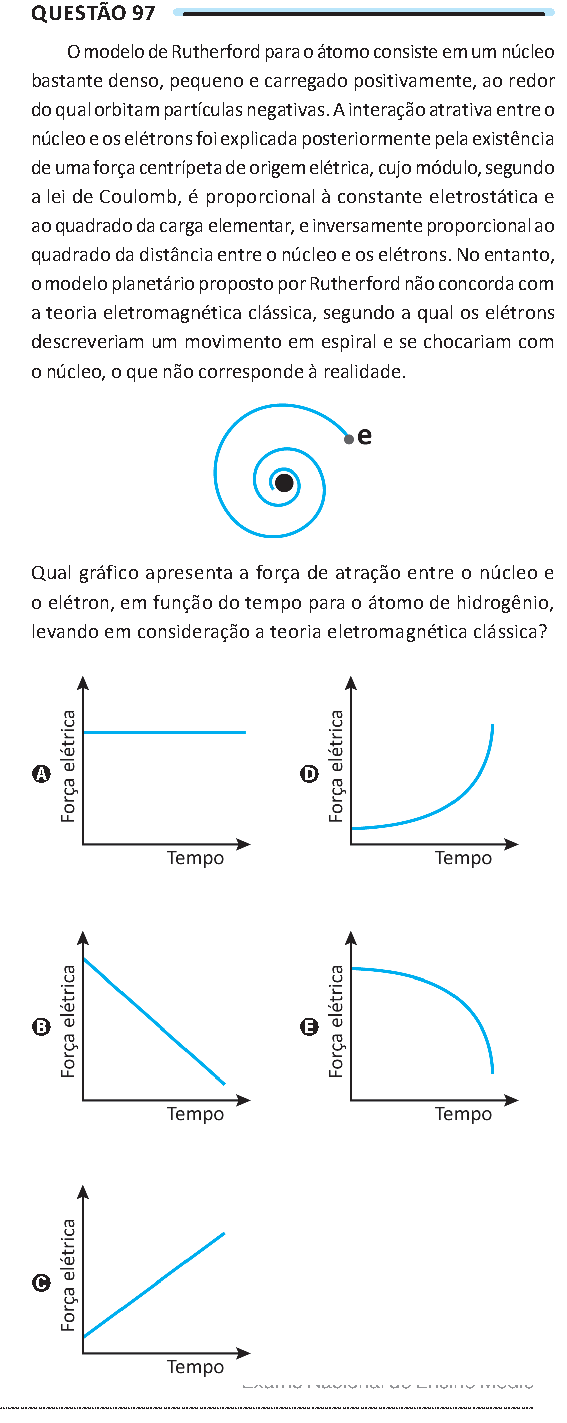 QUESTÃO 97
O modelo de Rutherford para o átomo consiste em um núcleo
bastante denso, pequeno e carregado positivamente, ao redor
do qual orbitam partículas negativas. A interação atrativa entre o
núcleo e os elétrons foi explicada posteriormente pela existência
de uma força centrípeta de origem elétrica, cujo módulo, segundo
a lei de Coulomb, é proporcional à constante eletrostática e
ao quadrado da carga elementar, e inversamente proporcional ao
quadrado da distância entre o núcleo e os elétrons. No entanto,
o modelo planetário proposto por Rutherford não concorda com
a teoria eletromagnética clássica, segundo a qual os elétrons
descreveriam um movimento em espiral e se chocariam com
o núcleo, o que não corresponde à realidade.
e
Qual gráfico apresenta a força de atração entre o núcleo e
o elétron, em função do tempo para o átomo de hidrogênio,
levando em consideração a teoria eletromagnética clássica?
A
Força elétrica
Tempo
D
Força elétrica
Tempo
B
Força elétrica
Tempo
E
Força elétrica
Tempo
C
Força elétrica
Tempo